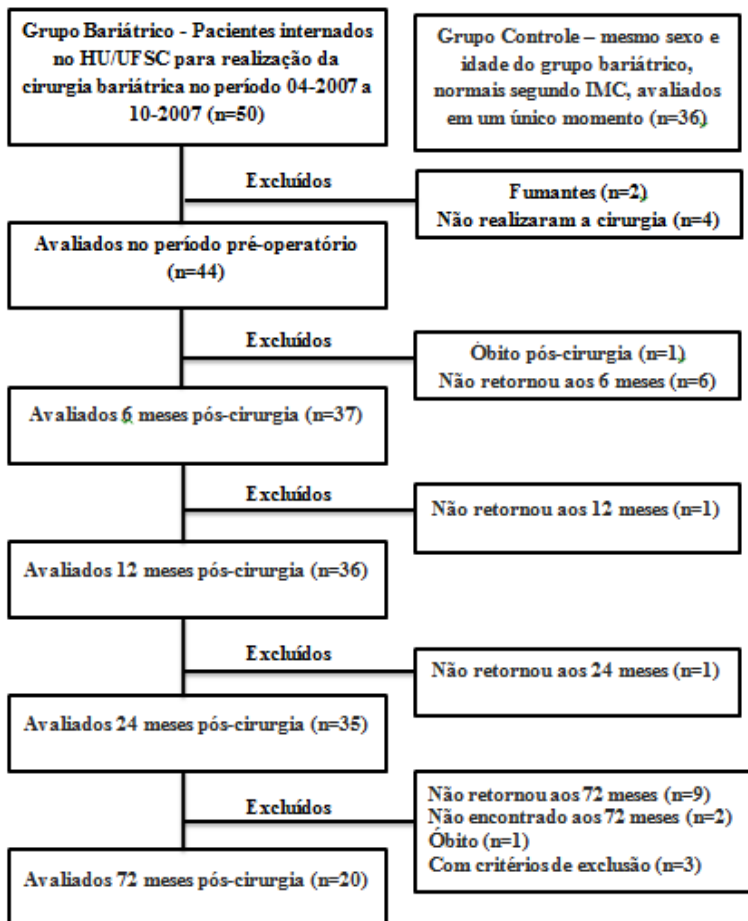 Grupo Bariátrico - Pacientes internados
no HU/UFSC para realização da
cirurgia bariátrica no período 04-2007 a
10-2007 (n=50)
Grupo Controle – mesmo sexo e
idade do grupo bariátrico,
normais segundo IMC, avaliados
em um único momento (n=36)
Excluídos
Fumantes (n=2)
Não realizaram a cirurgia (n=4)
Avaliados no período pré-operatório
(n=44)
Excluídos
Óbito pós-cirurgia (n=1)
Não retornou aos 6 meses (n=6)
Avaliados 6 meses pós-cirurgia (n=37)
Excluídos
Não retornou aos 12 meses (n=1)
Avaliados 12 meses pós-cirurgia (n=36)
Excluídos
Não retornou aos 24 meses (n=1)
Avaliados 24 meses pós-cirurgia (n=35)
Excluídos
Não retornou aos 72 meses (n=9)
Não encontrado aos 72 meses (n=2)
Óbito (n=1)
Com critérios de exclusão (n=3)
Avaliados 72 meses pós-cirurgia (n=20)